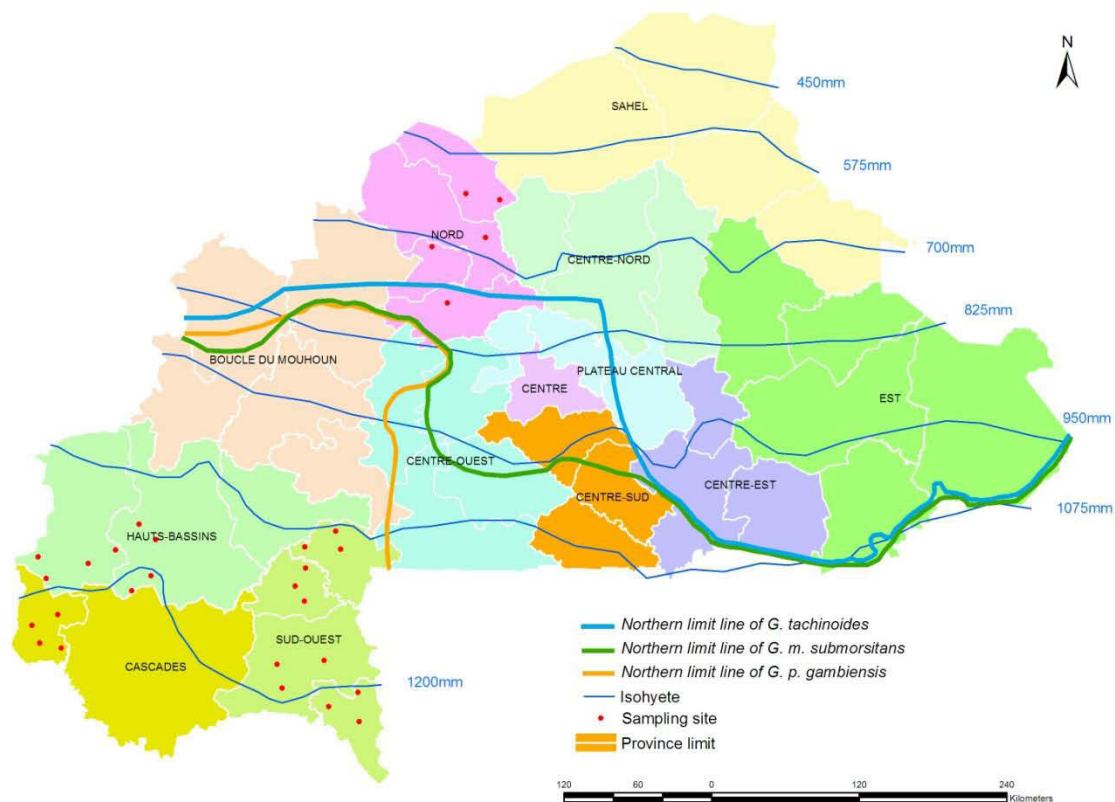 N
450mm
SAHEL
575mm
NORD
700mm
CENTRE-NORD
825mm
BOUCLE DU MOUHOUN
PLATEAU CENTRAL
CENTRE
EST
950mm
CENTRE-OUEST
CENTRE-EST
CENTRE-SUD
1075mm
HAUTS-BASSINS
Northern limit line of G. tachinoides
SUD-OUEST
Northern limit line of G. m. submorsitans
CASCADES
Northern limit line of G. p. gambiensis
1200mm
Isohyete
Sampling site
Province limit
120 60 0 120 240
Kilometers